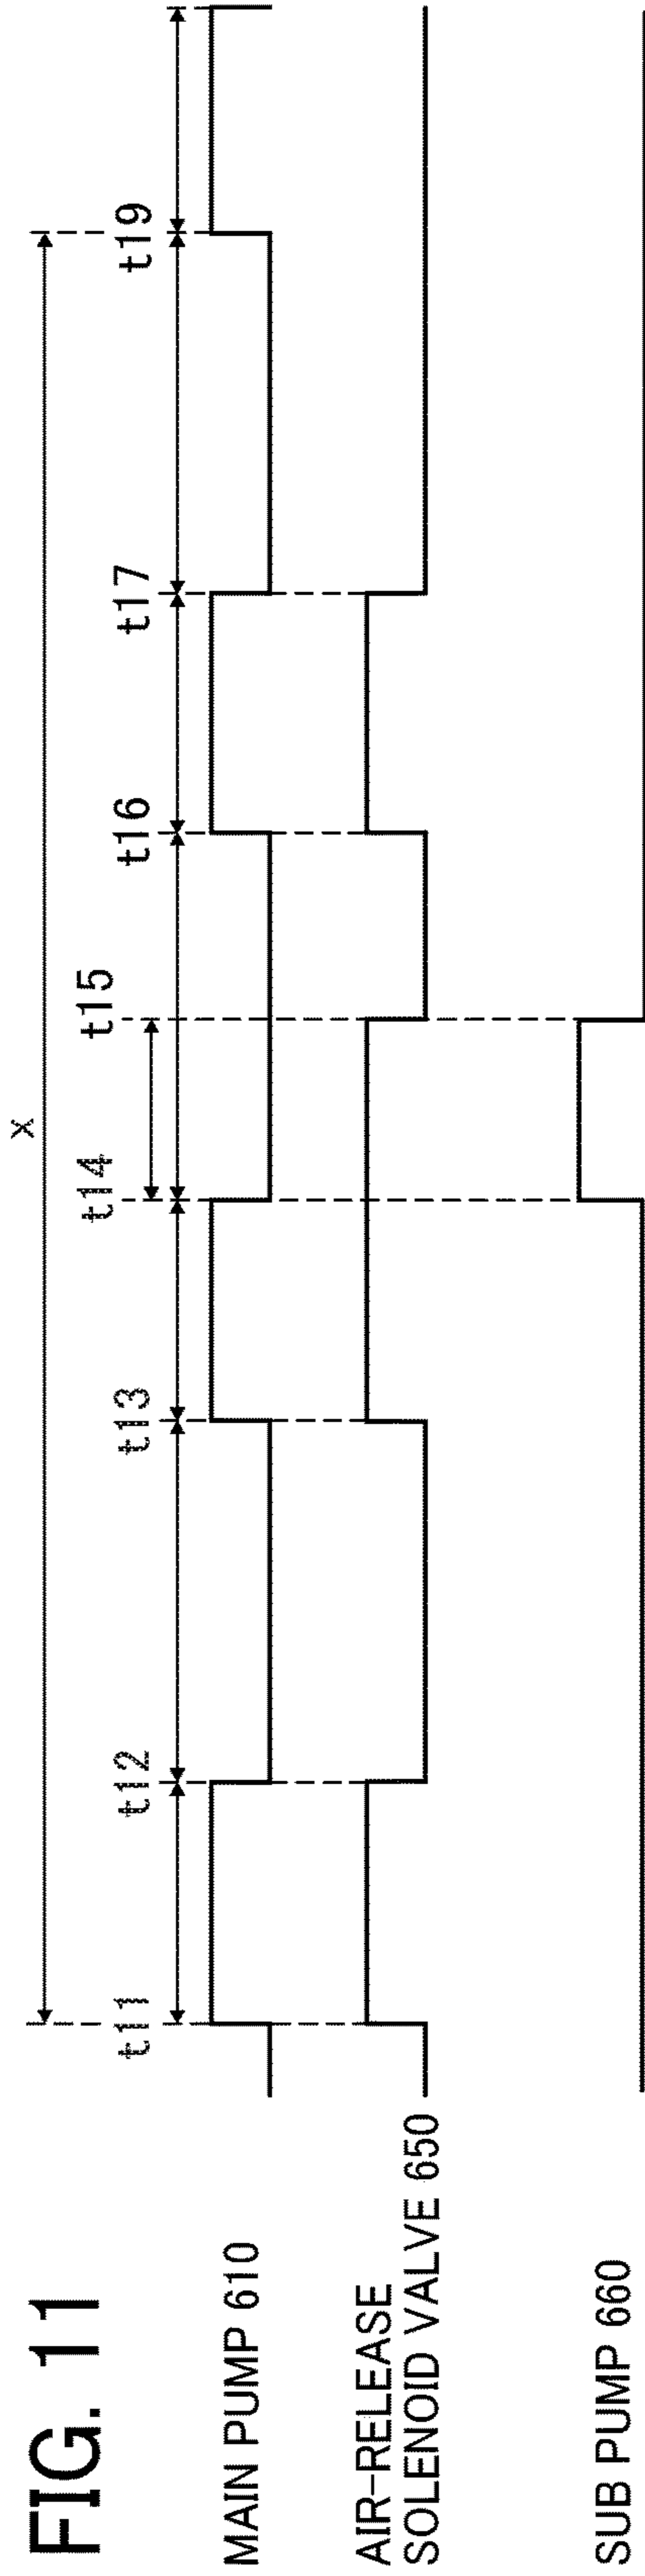 FIG. 11
x
t11
t12
t13
t14
t15
t16
t17
t19
MAIN PUMP 610
AIR-RELEASE
SOLENOID VALVE 650
SUB PUMP 660